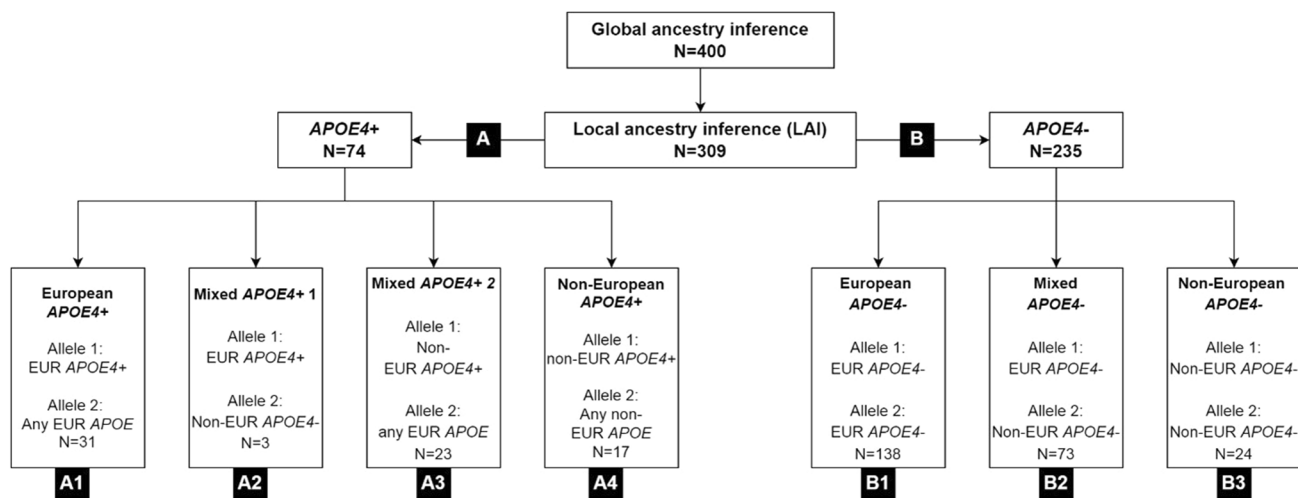 Global ancestry inference
N=400
APOE4+
N=74
A
Local ancestry inference (LAI)
N=309
B
APOE4-
N=235
European
APOE4+
Allele 1:
EUR APOE4+
Allele 2:
Any EUR APOE
N=31
A1
Mixed APOE4+ 1
Allele 1:
EUR APOE4+
Allele 2:
Non-EUR APOE4-
N=3
A2
Mixed APOE4+ 2
Allele 1:
Non-
EUR APOE4+
Allele 2:
any EUR APOE
N=23
A3
Non-European
APOE4+
Allele 1:
non-EUR APOE4+
Allele 2:
Any non-
EUR APOE
N=17
A4
European
APOE4-
Allele 1:
EUR APOE4-
Allele 2:
EUR APOE4-
N=138
B1
Mixed
APOE4-
Allele 1:
EUR APOE4-
Allele 2:
Non-EUR APOE4-
N=73
B2
Non-European
APOE4-
Allele 1:
Non-EUR APOE4-
Allele 2:
Non-EUR APOE4-
N=24
B3